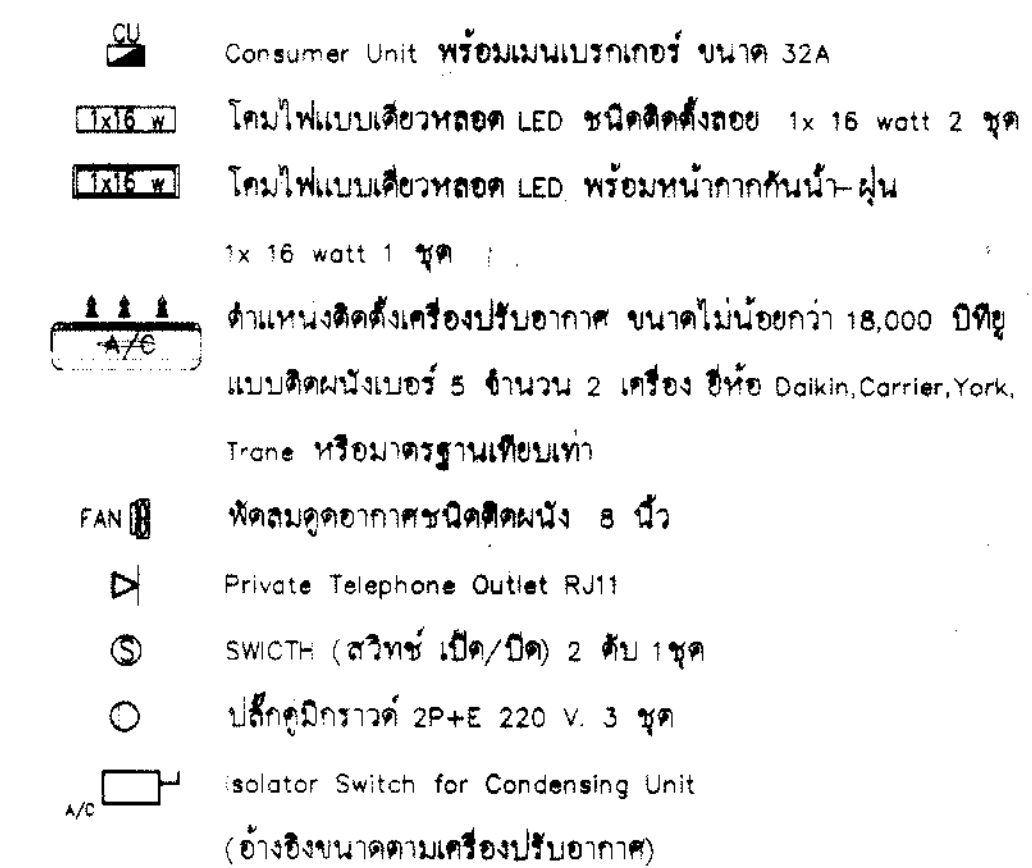 CU
Consumer Unit พร้อมเมนเบรกเกอร์ ขนาด 32A
1x16 w โคมไฟแบบเดี่ยวหลอด LED ชนิดติดตั้งลอย 1x 16 watt 2 ชุด
1x16 w โคมไฟแบบเดี่ยวหลอด LED พร้อมหน้ากากกันน้ำ-ฝุ่น
1x 16 watt 1 ชุด
A/C ตำแหน่งติดตั้งเครื่องปรับอากาศ ขนาดไม่น้อยกว่า 18,000 บีทียู
แบบติดผนังเบอร์ 5 จำนวน 2 เครื่อง ยี่ห้อ Daikin,Carrier,York,
Trane หรือมาตรฐานเทียบเท่า
FAN พัดลมดูดอากาศชนิดติดผนัง 8 นิ้ว
Private Telephone Outlet RJ11
S SWICTH (สวิทช์ เปิด/ปิด) 2 ตับ 1ชุด
ปลั๊กคู่มีกราวด์ 2P+E 220 V. 3 ชุด
A/C Isolator Switch for Condensing Unit
(อ้างอิงขนาดตามเครื่องปรับอากาศ)